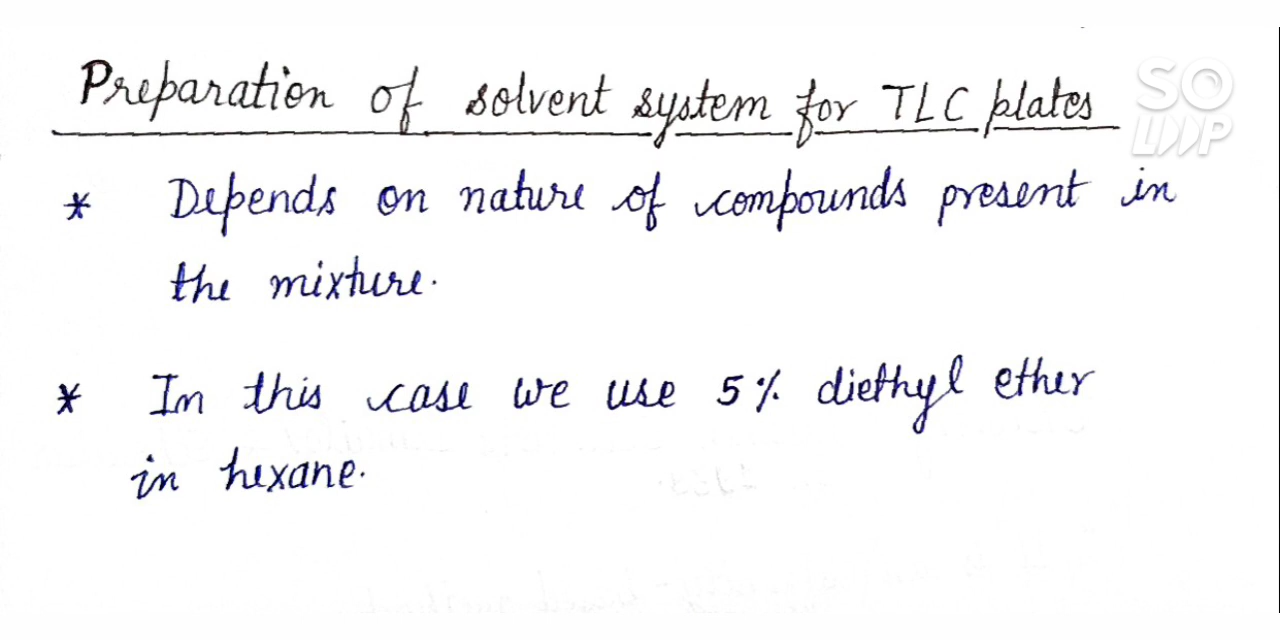 Preparation of solvent system for TLC plates
SO
LOOP
* Depends on nature of compounds present in
the mixture.
* In this case we use 5% diethyl ether
in hexane.